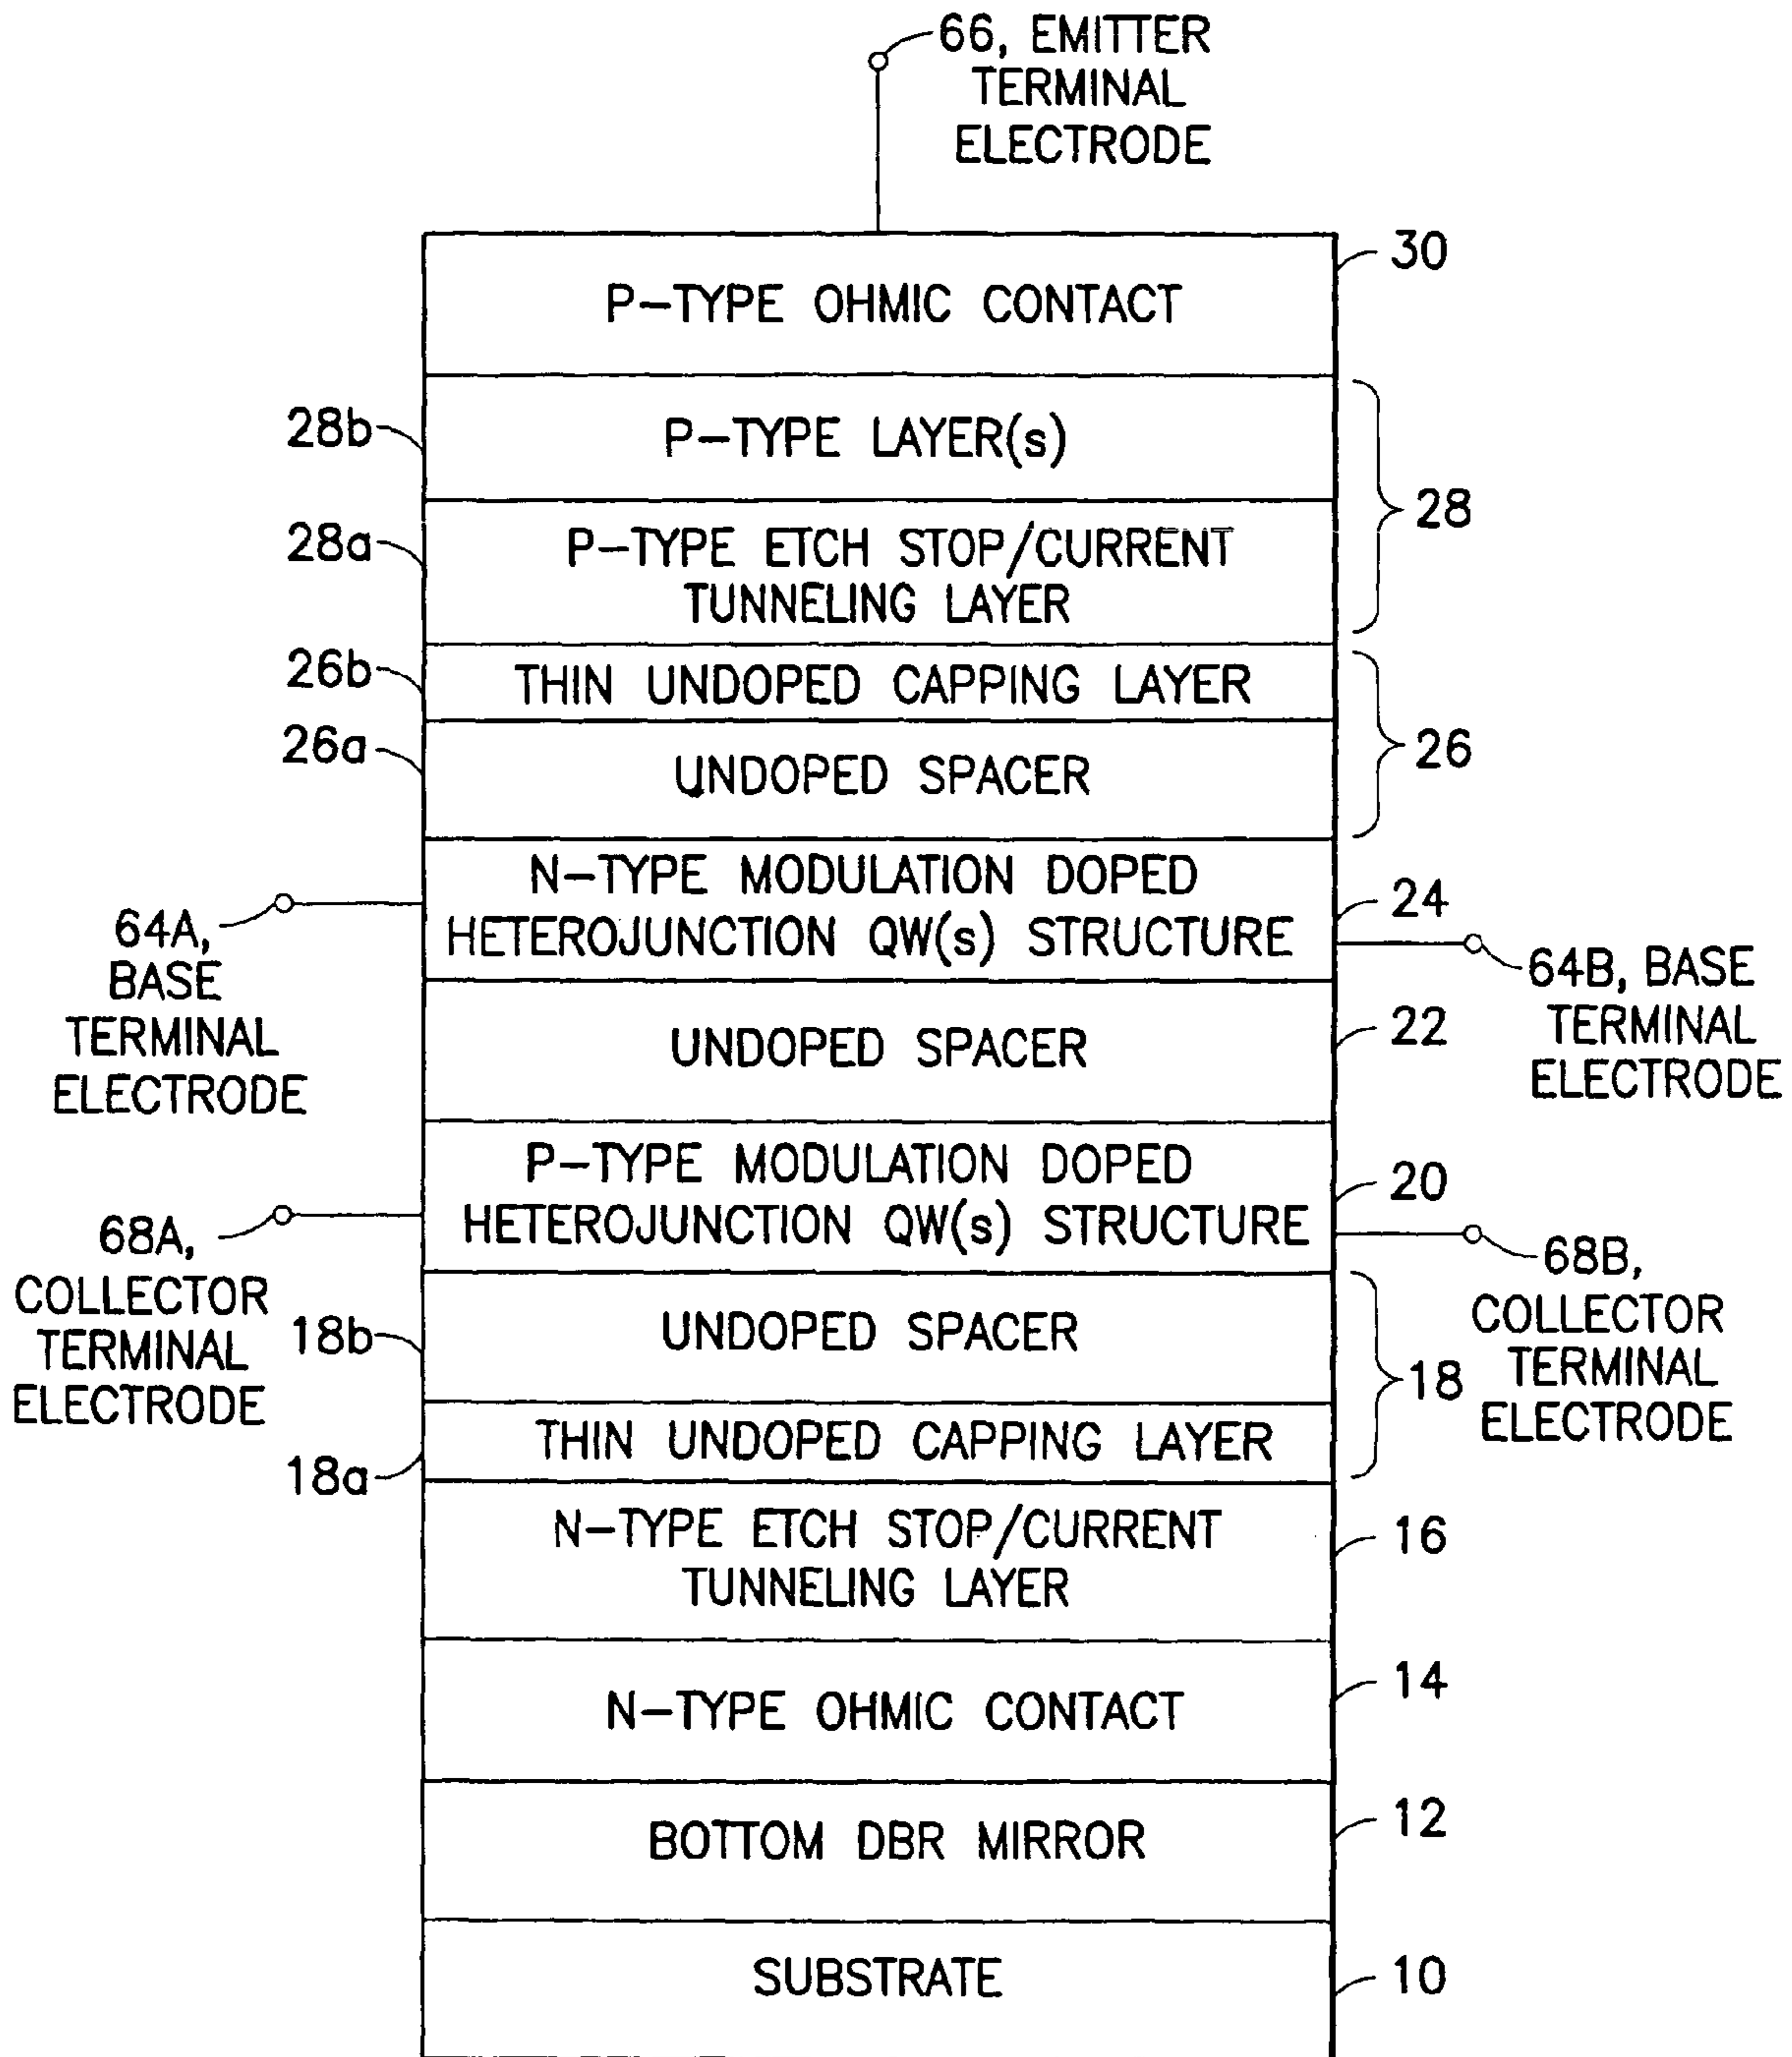 66, EMITTER
TERMINAL
ELECTRODE
30
P-TYPE OHMIC CONTACT
28b
P-TYPE LAYER(s)
28
28a
P-TYPE ETCH STOP/CURRENT
TUNNELING LAYER
26b
THIN UNDOPED CAPPING LAYER
26
26a
UNDOPED SPACER
N-TYPE MODULATION DOPED
HETEROJUNCTION QW(s) STRUCTURE
24
64A,
BASE
TERMINAL
ELECTRODE
64B, BASE
TERMINAL
ELECTRODE
UNDOPED SPACER
22
P-TYPE MODULATION DOPED
HETEROJUNCTION QW(s) STRUCTURE
20
68A,
COLLECTOR
TERMINAL
ELECTRODE
68B,
COLLECTOR
TERMINAL
ELECTRODE
18b
UNDOPED SPACER
18
THIN UNDOPED CAPPING LAYER
18a
N-TYPE ETCH STOP/CURRENT
TUNNELING LAYER
16
N-TYPE OHMIC CONTACT
14
BOTTOM DBR MIRROR
12
SUBSTRATE
10